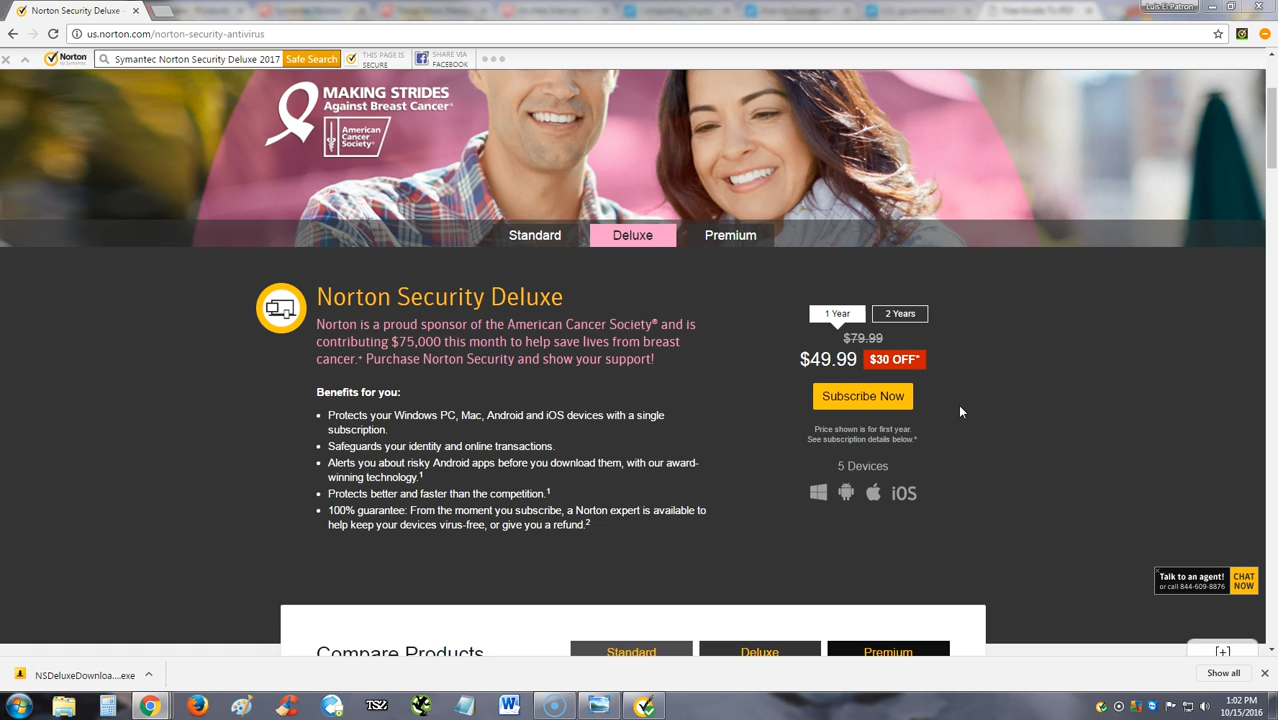 Norton Security Deluxe
Luis El Patron
us.norton.com/norton-security-antivirus
Norton
by Symantec
Symantec Norton Security Deluxe 2017
Safe Search
THIS PAGE IS
SECURE
SHARE VIA
FACEBOOK
MAKING STRIDES
Against Breast Cancer®
American
Cancer
Society®
Standard
Deluxe
Premium
Norton Security Deluxe
Norton is a proud sponsor of the American Cancer Society® and is
contributing $75,000 this month to help save lives from breast
cancer.⁺ Purchase Norton Security and show your support!
Benefits for you:
Protects your Windows PC, Mac, Android and iOS devices with a single
subscription.
Safeguards your identity and online transactions.
Alerts you about risky Android apps before you download them, with our award-
winning technology.¹
Protects better and faster than the competition.¹
100% guarantee: From the moment you subscribe, a Norton expert is available to
help keep your devices virus-free, or give you a refund.²
1 Year
2 Years
$79.99
$49.99
$30 OFF*
Subscribe Now
Price shown is for first year.
See subscription details below.*
5 Devices
iOS
Talk to an agent!
or call 844-609-8876
CHAT
NOW
Compare Products
Standard
Deluxe
Premium
[+]
NSDeluxeDownloa....exe
Show all
TSZ
W
1:02 PM
10/15/2016